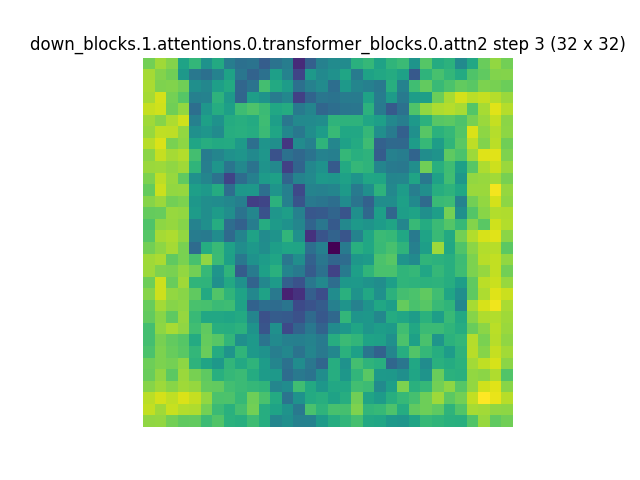 down_blocks.1.attentions.0.transformer_blocks.0.attn2 step 3 (32 x 32)